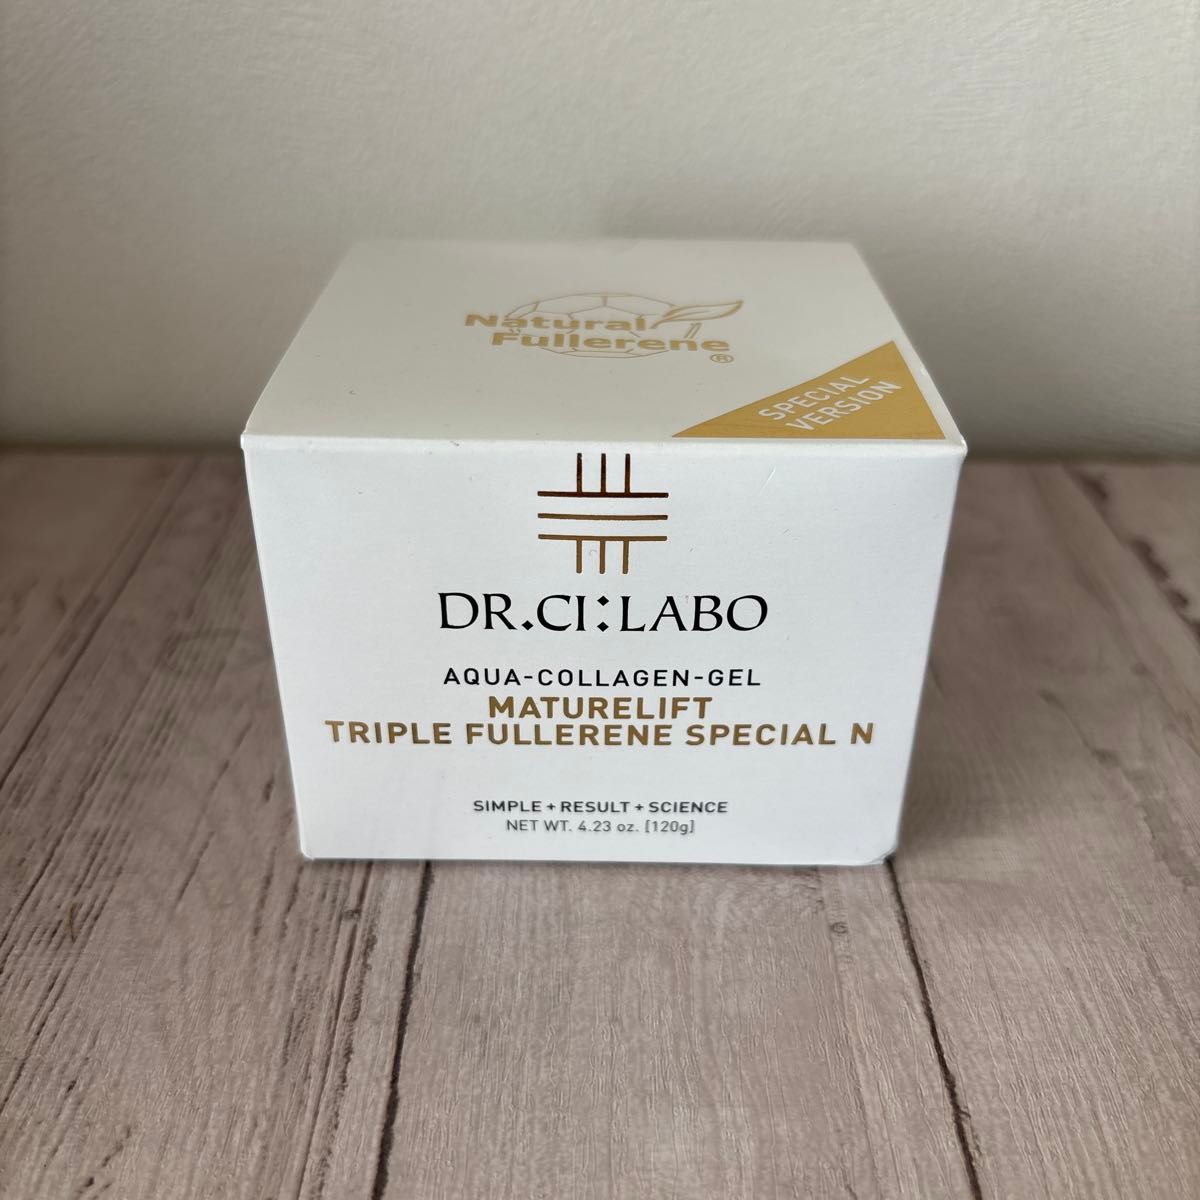 Natural
Fullerene®
SPECIAL
VERSION
DR.CI:LABO
AQUA-COLLAGEN-GEL
MATURELIFT
TRIPLE FULLERENE SPECIAL N
SIMPLE + RESULT + SCIENCE
NET WT. 4.23 oz. [120g]